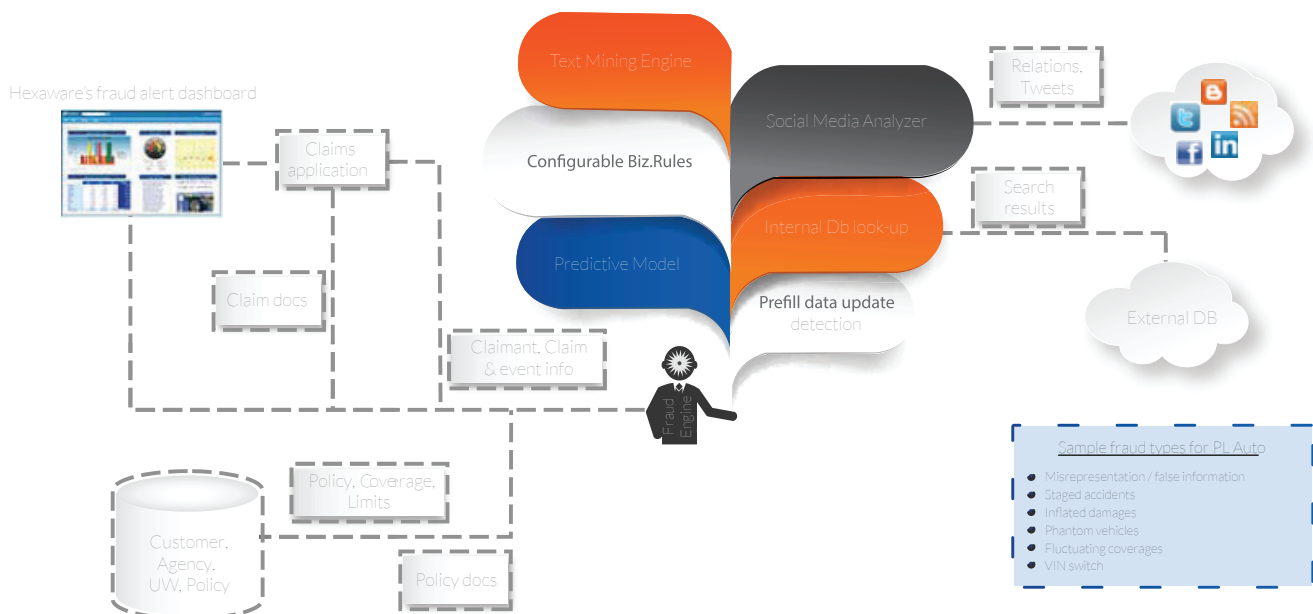 Text Mining Engine
Relations,
Tweets
Hexaware's fraud alert dashboard
Social Media Analyzer
Claims
application
Configurable Biz.Rules
Search
results
Internal Db look-up
Predictive Model
Claim docs
Prefill data update
detection
External DB
Claimant, Claim
& event info
Fraud
Engine
Sample fraud types for PL Auto
Misrepresentation / false information
Staged accidents
Inflated damages
Phantom vehicles
Fluctuating coverages
VIN switch
Policy, Coverage,
Limits
Customer,
Agency,
UW, Policy
Policy docs